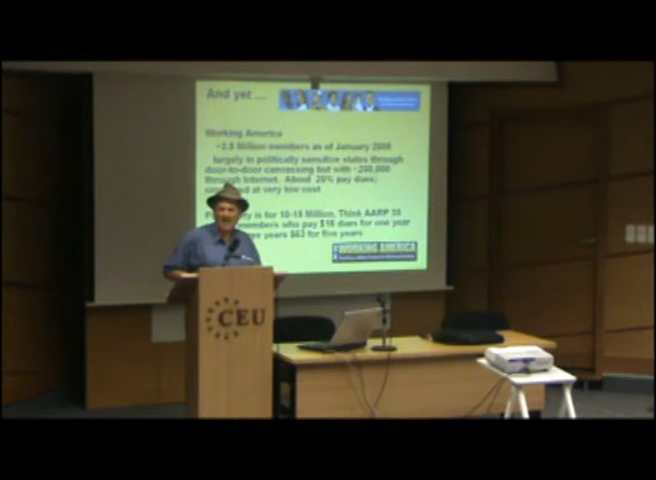 And yet ...
Working America
~2.5 Million members as of January 2009
largely in politically sensitive states through
door-to-door canvassing but with ~200,000
through Internet. About 20% pay dues;
at very low cost
is for 10-15 Million. Think AARP 35
members who pay $16 dues for one year
years $63 for five years
WORKING AMERICA
CEU